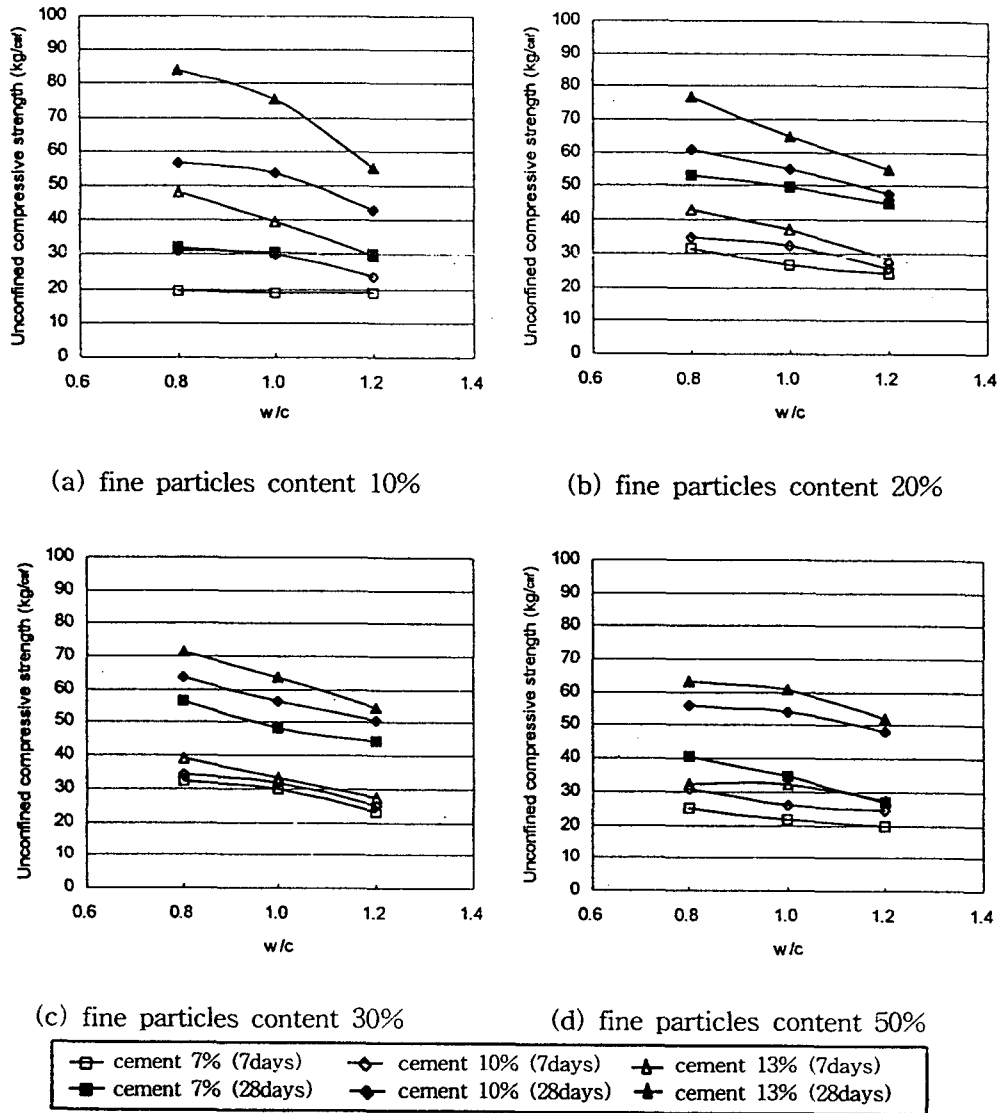 Unconfined compressive strength (kg/㎠)
100
90
80
70
60
50
40
30
20
10
0
0.6 0.8 1.0 1.2 1.4
w/c
(a) fine particles content 10%
Unconfined compressive strength (kg/㎠)
100
90
80
70
60
50
40
30
20
10
0
0.6 0.8 1.0 1.2 1.4
w/c
(b) fine particles content 20%
Unconfined compressive strength (kg/㎠)
100
90
80
70
60
50
40
30
20
10
0
0.6 0.8 1.0 1.2 1.4
w/c
(c) fine particles content 30%
Unconfined compressive strength (kg/㎠)
100
90
80
70
60
50
40
30
20
10
0
0.6 0.8 1.0 1.2 1.4
w/c
(d) fine particles content 50%
cement 7% (7days) cement 10% (7days) cement 13% (7days)
cement 7% (28days) cement 10% (28days) cement 13% (28days)